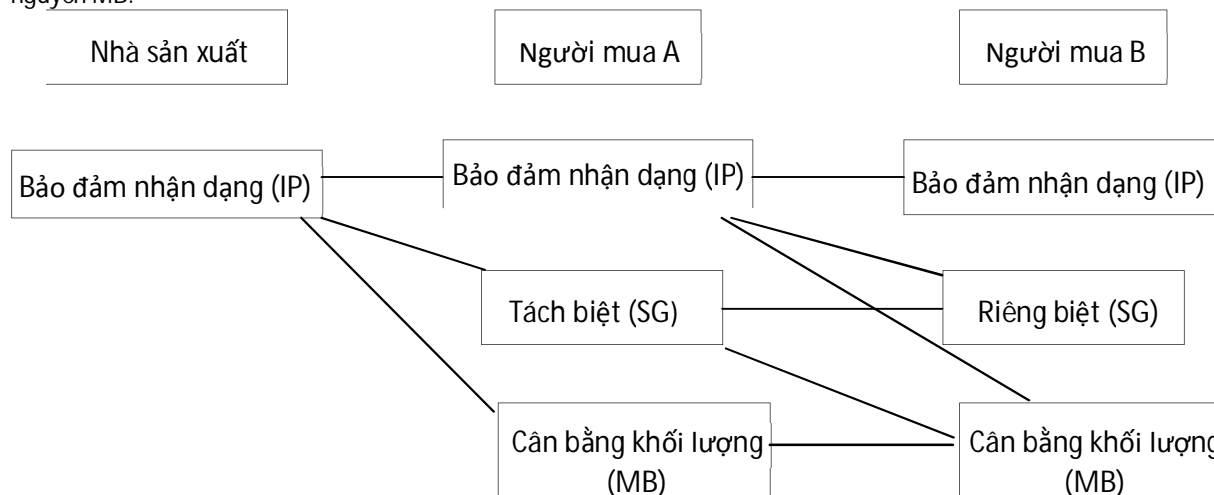 nguyên MB.
Nhà sản xuất
Người mua A
Người mua B
Bảo đảm nhận dạng (IP)
Bảo đảm nhận dạng (IP)
Bảo đảm nhận dạng (IP)
Tách biệt (SG)
Riêng biệt (SG)
Cân bằng khối lượng
(MB)
Cân bằng khối lượng
(MB)